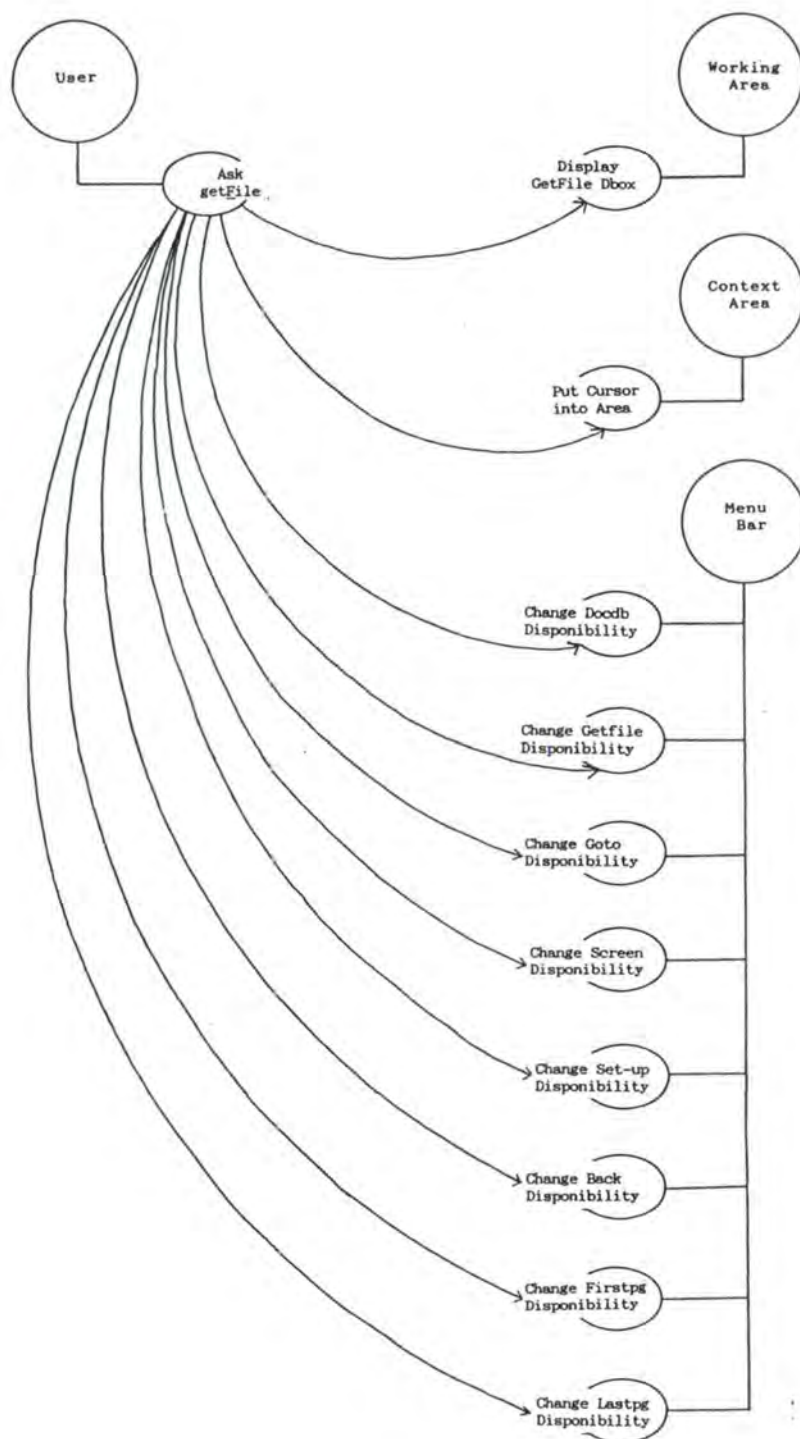 User
Working
Area
Ask
getFile
Display
GetFile Dbox
Context
Area
Put Cursor
into Area
Menu
Bar
Change Docdb
Disponibility
Change Getfile
Disponibility
Change Goto
Disponibility
Change Screen
Disponibility
Change Set-up
Disponibility
Change Back
Disponibility
Change Firstpg
Disponibility
Change Lastpg
Disponibility